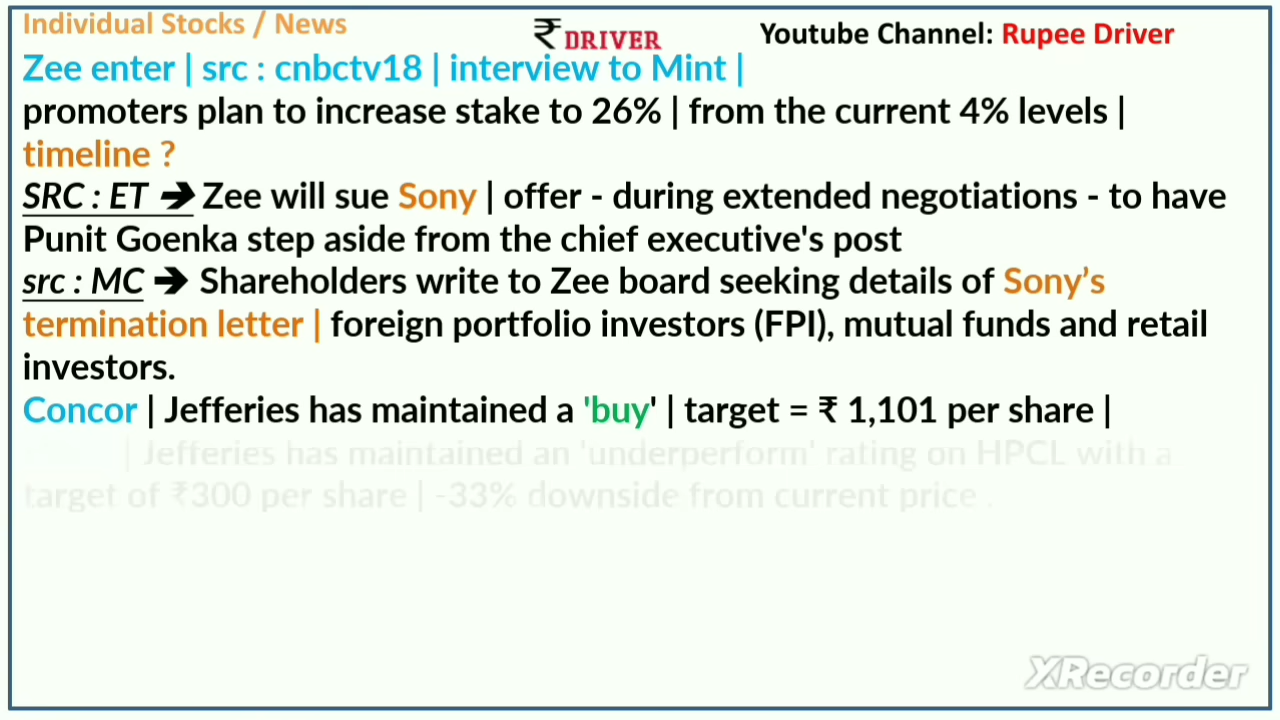 Individual Stocks / News
₹ DRIVER
Youtube Channel: Rupee Driver
Zee enter | src : cnbctv18 | interview to Mint |
promoters plan to increase stake to 26% | from the current 4% levels |
timeline ?
SRC : ET ➔ Zee will sue Sony | offer - during extended negotiations - to have
Punit Goenka step aside from the chief executive's post
src : MC ➔ Shareholders write to Zee board seeking details of Sony’s
termination letter | foreign portfolio investors (FPI), mutual funds and retail
investors.
Concor | Jefferies has maintained a 'buy' | target = ₹ 1,101 per share |
| Jefferies has maintained an 'underperform' rating on HPCL with a
target of ₹300 per share | -33% downside from current price .
XRecorder